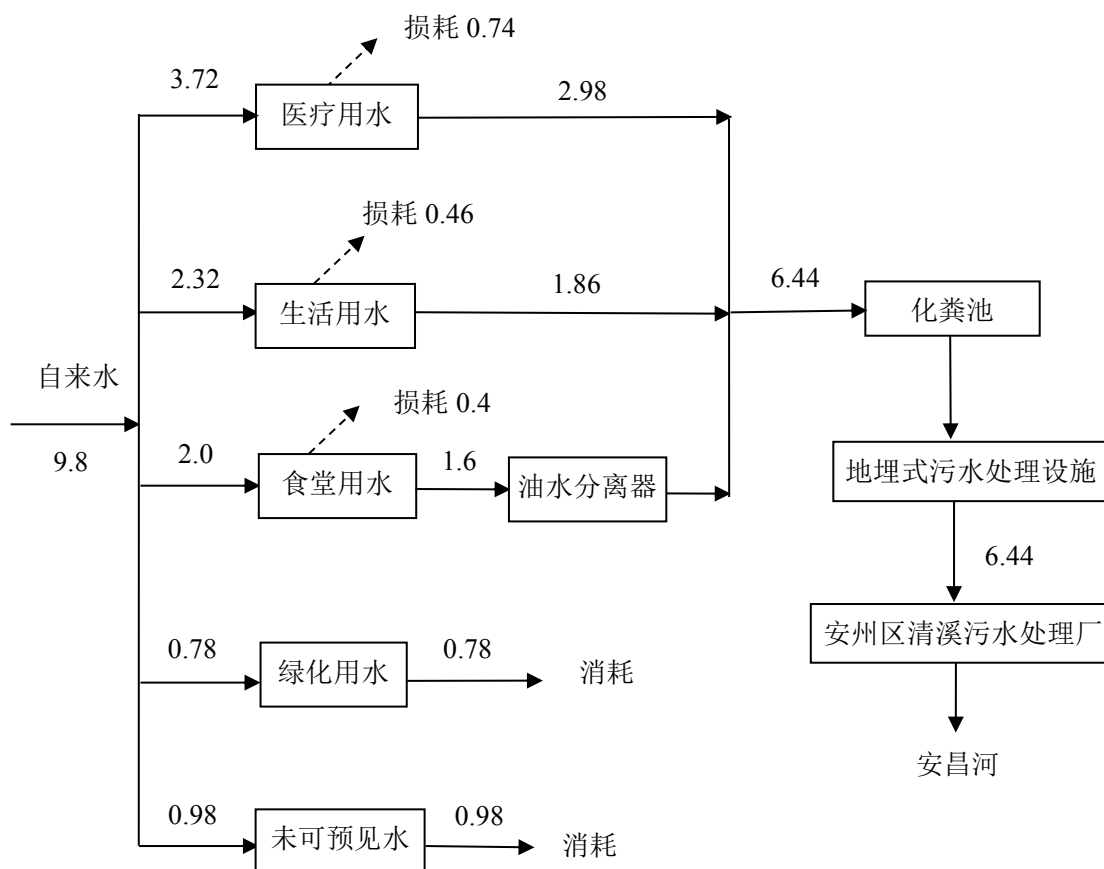 损耗 0.74
3.72
医疗用水
2.98
损耗 0.46
2.32
生活用水
1.86
6.44
化粪池
自来水
9.8
损耗 0.4
2.0
食堂用水
1.6
油水分离器
地埋式污水处理设施
6.44
安州区清溪污水处理厂
0.78
绿化用水
0.78
消耗
安昌河
0.98
未可预见水
0.98
消耗